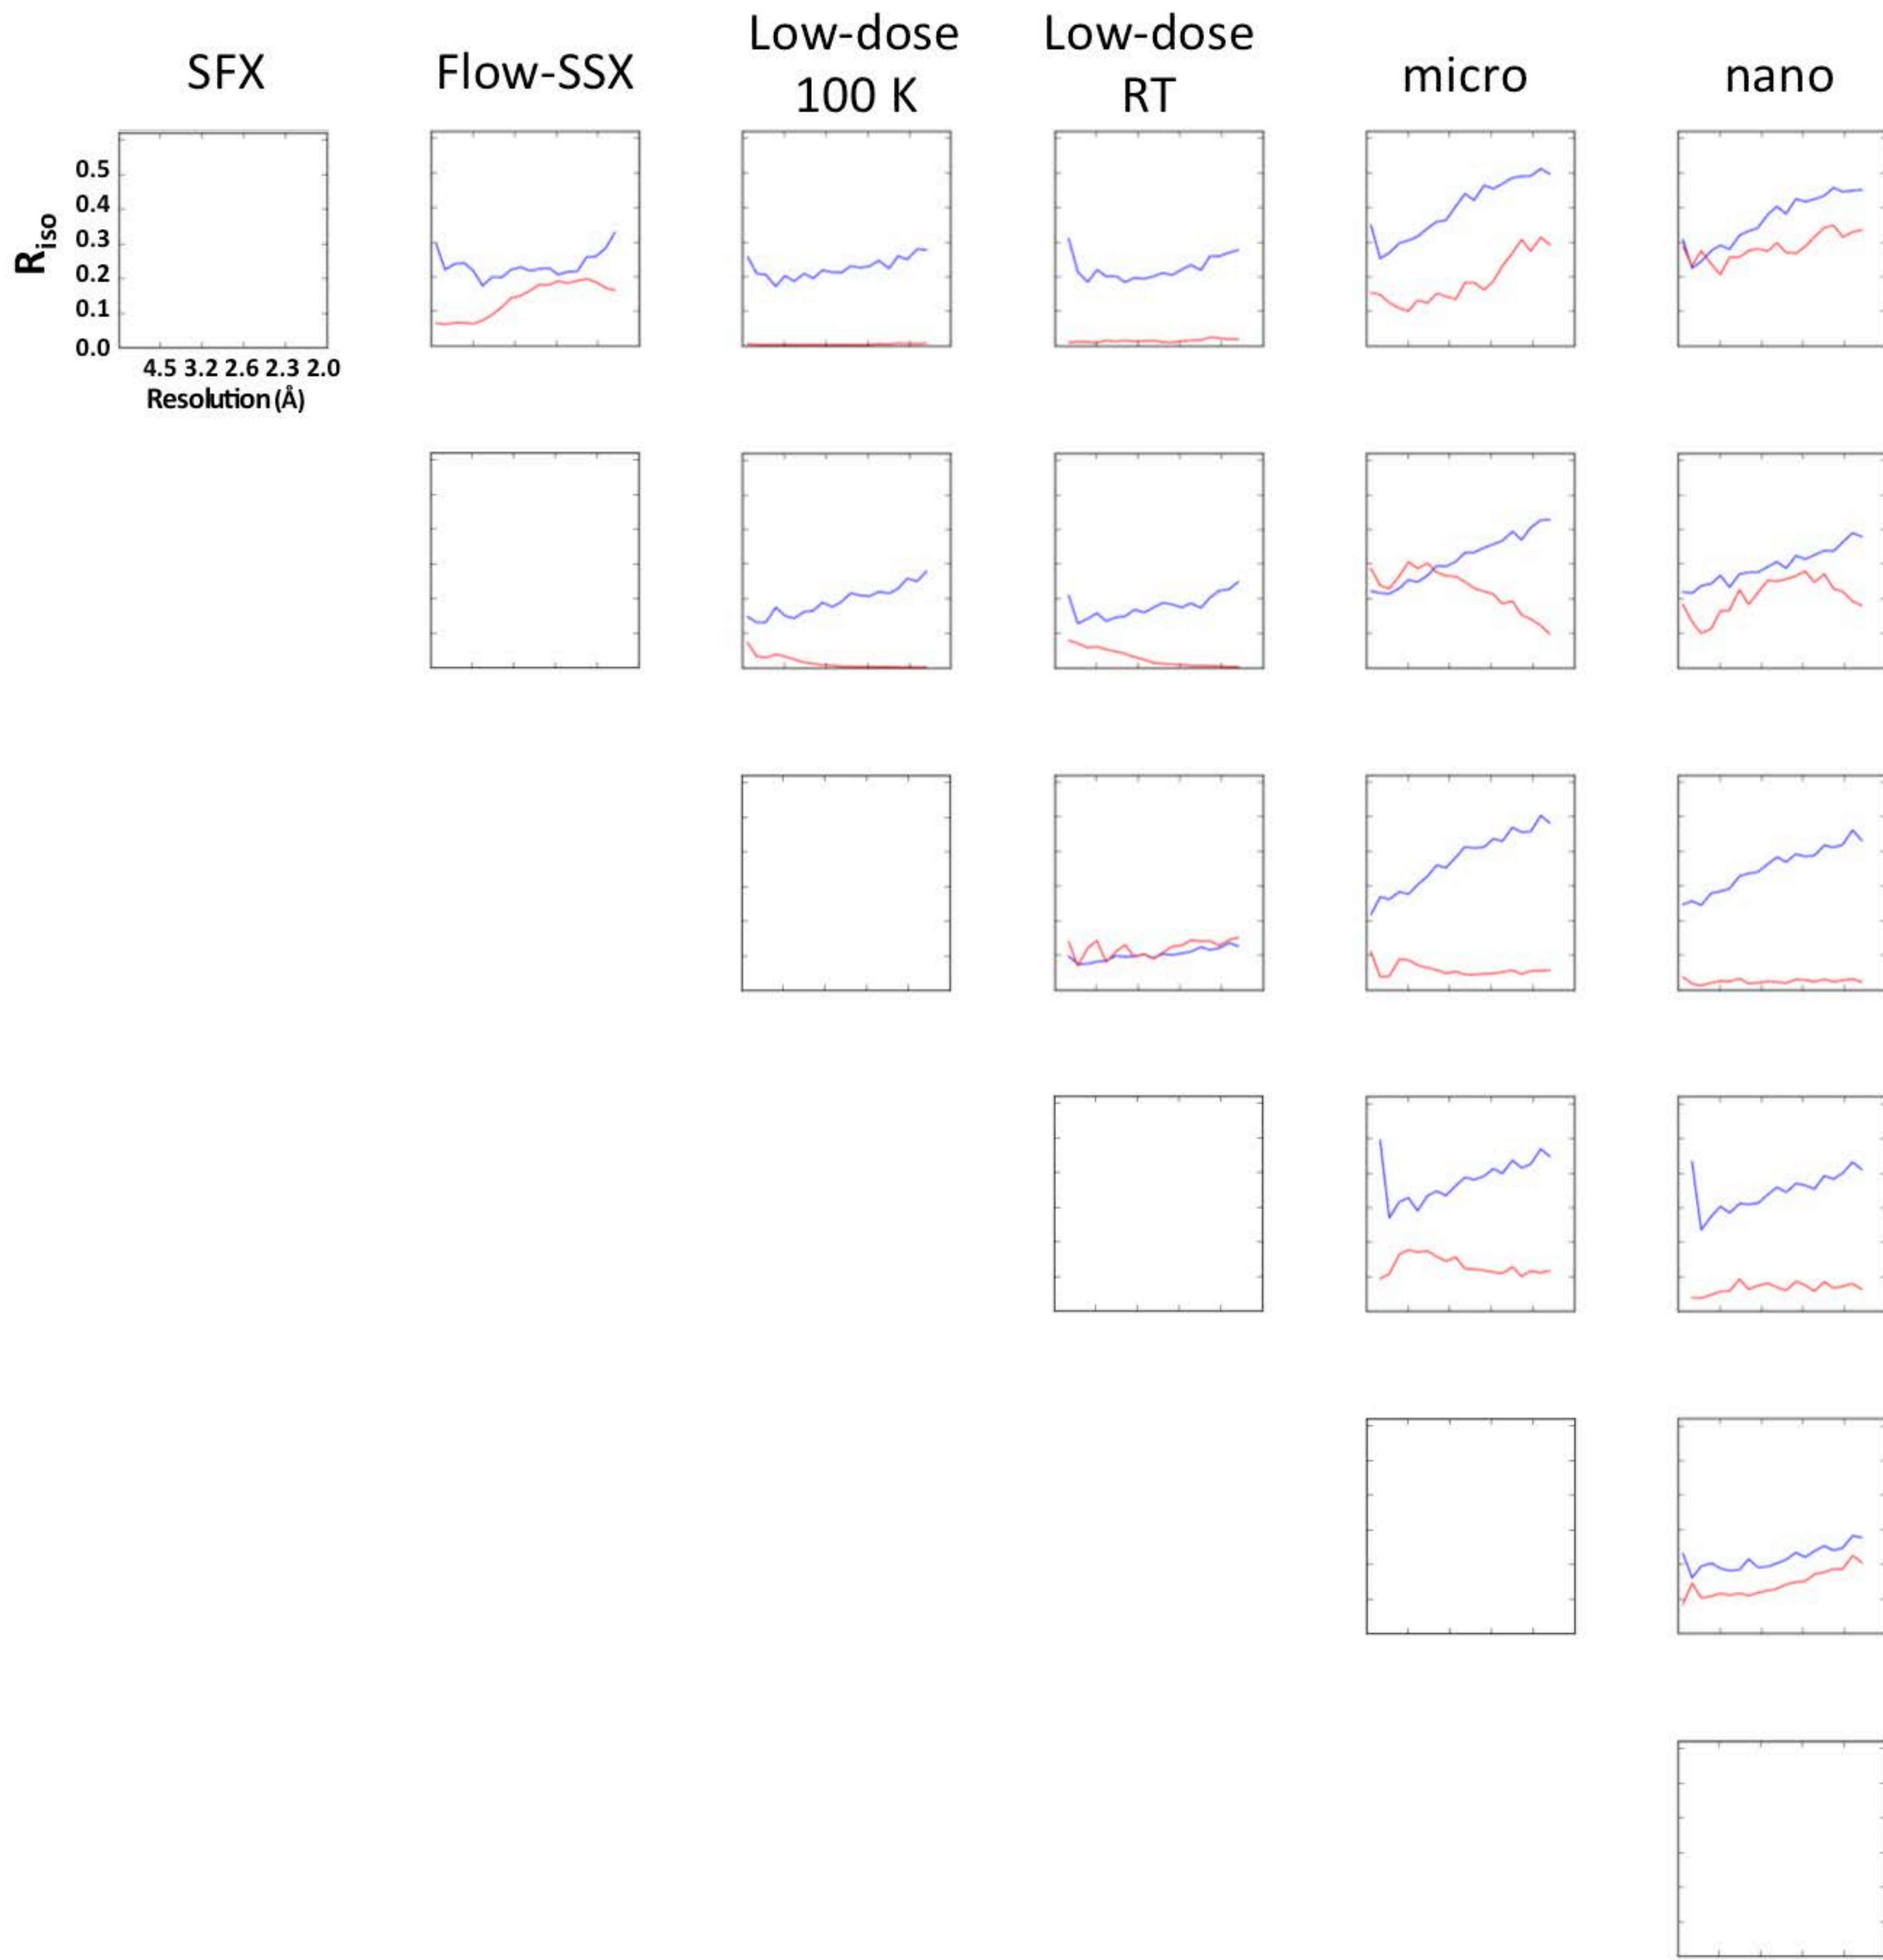 SFX
Flow-SSX
Low-dose
100 K
Low-dose
RT
micro
nano
R_iso
0.5
0.4
0.3
0.2
0.1
0.0
4.5 3.2 2.6 2.3 2.0
Resolution (Å)